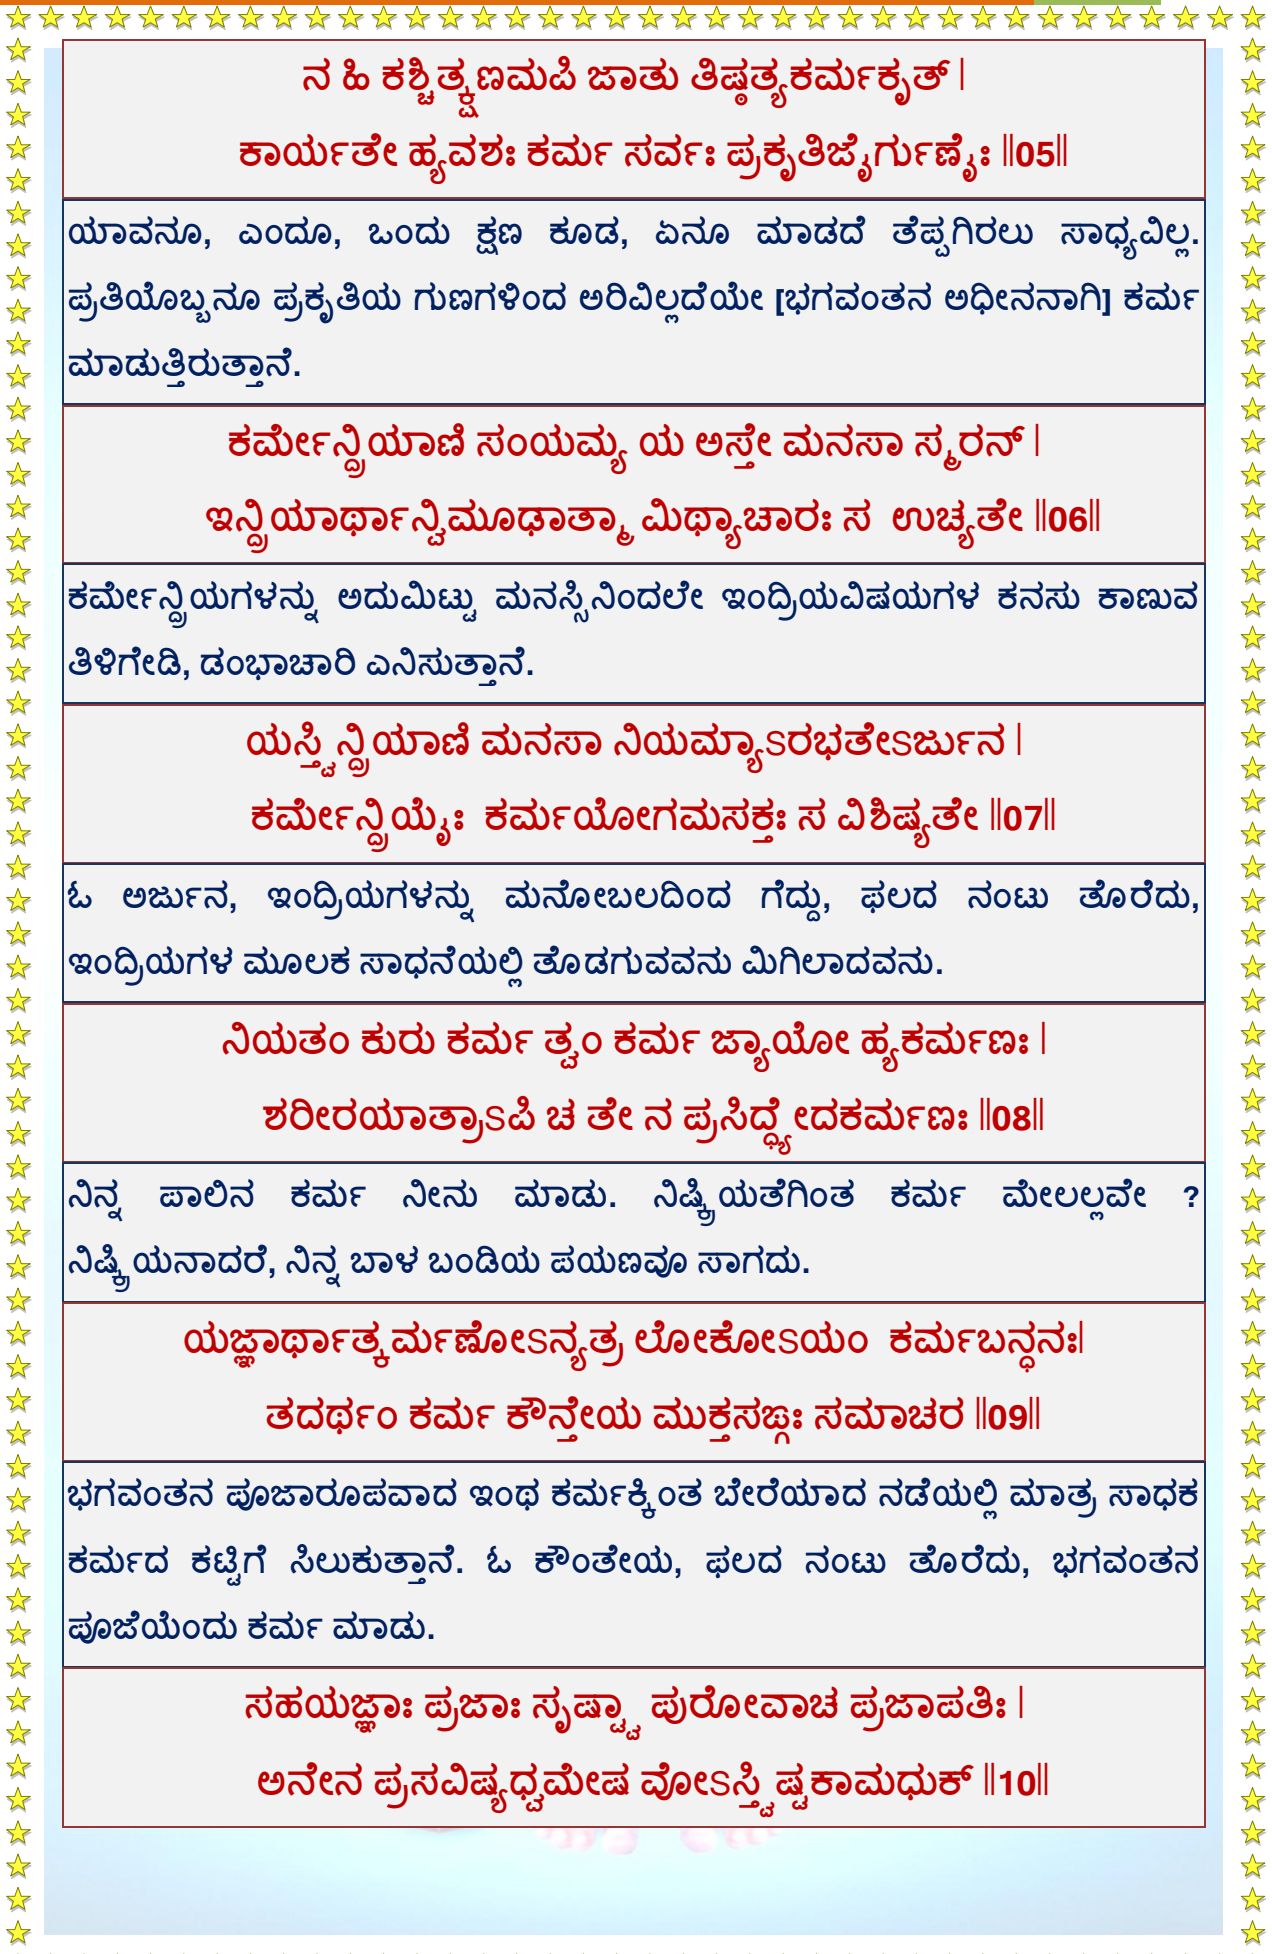 ನ ಹಿ ಕಶ್ಚಿತ್ಕ್ಷಣಮಪಿ ಜಾತು ತಿಷ್ಠತ್ಯಕರ್ಮಕೃತ್ |
ಕಾರ್ಯತೇ ಹ್ಯವಶಃ ಕರ್ಮ ಸರ್ವಃ ಪ್ರಕೃತಿಜೈರ್ಗುಣೈಃ ‖05‖
ಯಾವನೂ, ಎಂದೂ, ಒಂದು ಕ್ಷಣ ಕೂಡ, ಏನೂ ಮಾಡದೆ ತೆಪ್ಪಗಿರಲು ಸಾಧ್ಯವಿಲ್ಲ.
ಪ್ರತಿಯೊಬ್ಬನೂ ಪ್ರಕೃತಿಯ ಗುಣಗಳಿಂದ ಅರಿವಿಲ್ಲದೆಯೇ [ಭಗವಂತನ ಅಧೀನನಾಗಿ] ಕರ್ಮ
ಮಾಡುತ್ತಿರುತ್ತಾನೆ.
ಕರ್ಮೇನ್ದ್ರಿಯಾಣಿ ಸಂಯಮ್ಯ ಯ ಅಸ್ತೇ ಮನಸಾ ಸ್ಮರನ್ |
ಇನ್ದ್ರಿಯಾರ್ಥಾನ್ವಿಮೂಢಾತ್ಮಾ ಮಿಥ್ಯಾಚಾರಃ ಸ ಉಚ್ಯತೇ ‖06‖
ಕರ್ಮೇನ್ದ್ರಿಯಗಳನ್ನು ಅದುಮಿಟ್ಟು ಮನಸ್ಸಿನಿಂದಲೇ ಇಂದ್ರಿಯವಿಷಯಗಳ ಕನಸು ಕಾಣುವ
ತಿಳಿಗೇಡಿ, ಡಂಭಾಚಾರಿ ಎನಿಸುತ್ತಾನೆ.
ಯಸ್ತ್ವಿನ್ದ್ರಿಯಾಣಿ ಮನಸಾ ನಿಯಮ್ಯಾSರಭತೇSರ್ಜುನ |
ಕರ್ಮೇನ್ದ್ರಿಯೈಃ ಕರ್ಮಯೋಗಮಸಕ್ತಃ ಸ ವಿಶಿಷ್ಯತೇ ‖07‖
ಓ ಅರ್ಜುನ, ಇಂದ್ರಿಯಗಳನ್ನು ಮನೋಬಲದಿಂದ ಗೆದ್ದು, ಫಲದ ನಂಟು ತೊರೆದು,
ಇಂದ್ರಿಯಗಳ ಮೂಲಕ ಸಾಧನೆಯಲ್ಲಿ ತೊಡಗುವವನು ಮಿಗಿಲಾದವನು.
ನಿಯತಂ ಕುರು ಕರ್ಮ ತ್ವಂ ಕರ್ಮ ಜ್ಯಾಯೋ ಹ್ಯಕರ್ಮಣಃ |
ಶರೀರಯಾತ್ರಾSಪಿ ಚ ತೇ ನ ಪ್ರಸಿದ್ಧ್ಯೇದಕರ್ಮಣಃ ‖08‖
ನಿನ್ನ ಪಾಲಿನ ಕರ್ಮ ನೀನು ಮಾಡು. ನಿಷ್ಕ್ರಿಯತೆಗಿಂತ ಕರ್ಮ ಮೇಲಲ್ಲವೇ ?
ನಿಷ್ಕ್ರಿಯನಾದರೆ, ನಿನ್ನ ಬಾಳ ಬಂಡಿಯ ಪಯಣವೂ ಸಾಗದು.
ಯಜ್ಞಾರ್ಥಾತ್ಕರ್ಮಣೋSನ್ಯತ್ರ ಲೋಕೋSಯಂ ಕರ್ಮಬನ್ಧನಃ|
ತದರ್ಥಂ ಕರ್ಮ ಕೌನ್ತೇಯ ಮುಕ್ತಸಙ್ಗಃ ಸಮಾಚರ ‖09‖
ಭಗವಂತನ ಪೂಜಾರೂಪವಾದ ಇಂಥ ಕರ್ಮಕ್ಕಿಂತ ಬೇರೆಯಾದ ನಡೆಯಲ್ಲಿ ಮಾತ್ರ ಸಾಧಕ
ಕರ್ಮದ ಕಟ್ಟಿಗೆ ಸಿಲುಕುತ್ತಾನೆ. ಓ ಕೌಂತೇಯ, ಫಲದ ನಂಟು ತೊರೆದು, ಭಗವಂತನ
ಪೂಜೆಯೆಂದು ಕರ್ಮ ಮಾಡು.
ಸಹಯಜ್ಞಾಃ ಪ್ರಜಾಃ ಸೃಷ್ಟ್ವಾ ಪುರೋವಾಚ ಪ್ರಜಾಪತಿಃ |
ಅನೇನ ಪ್ರಸವಿಷ್ಯಧ್ವಮೇಷ ವೋSಸ್ತ್ವಿಷ್ಟಕಾಮಧುಕ್ ‖10‖